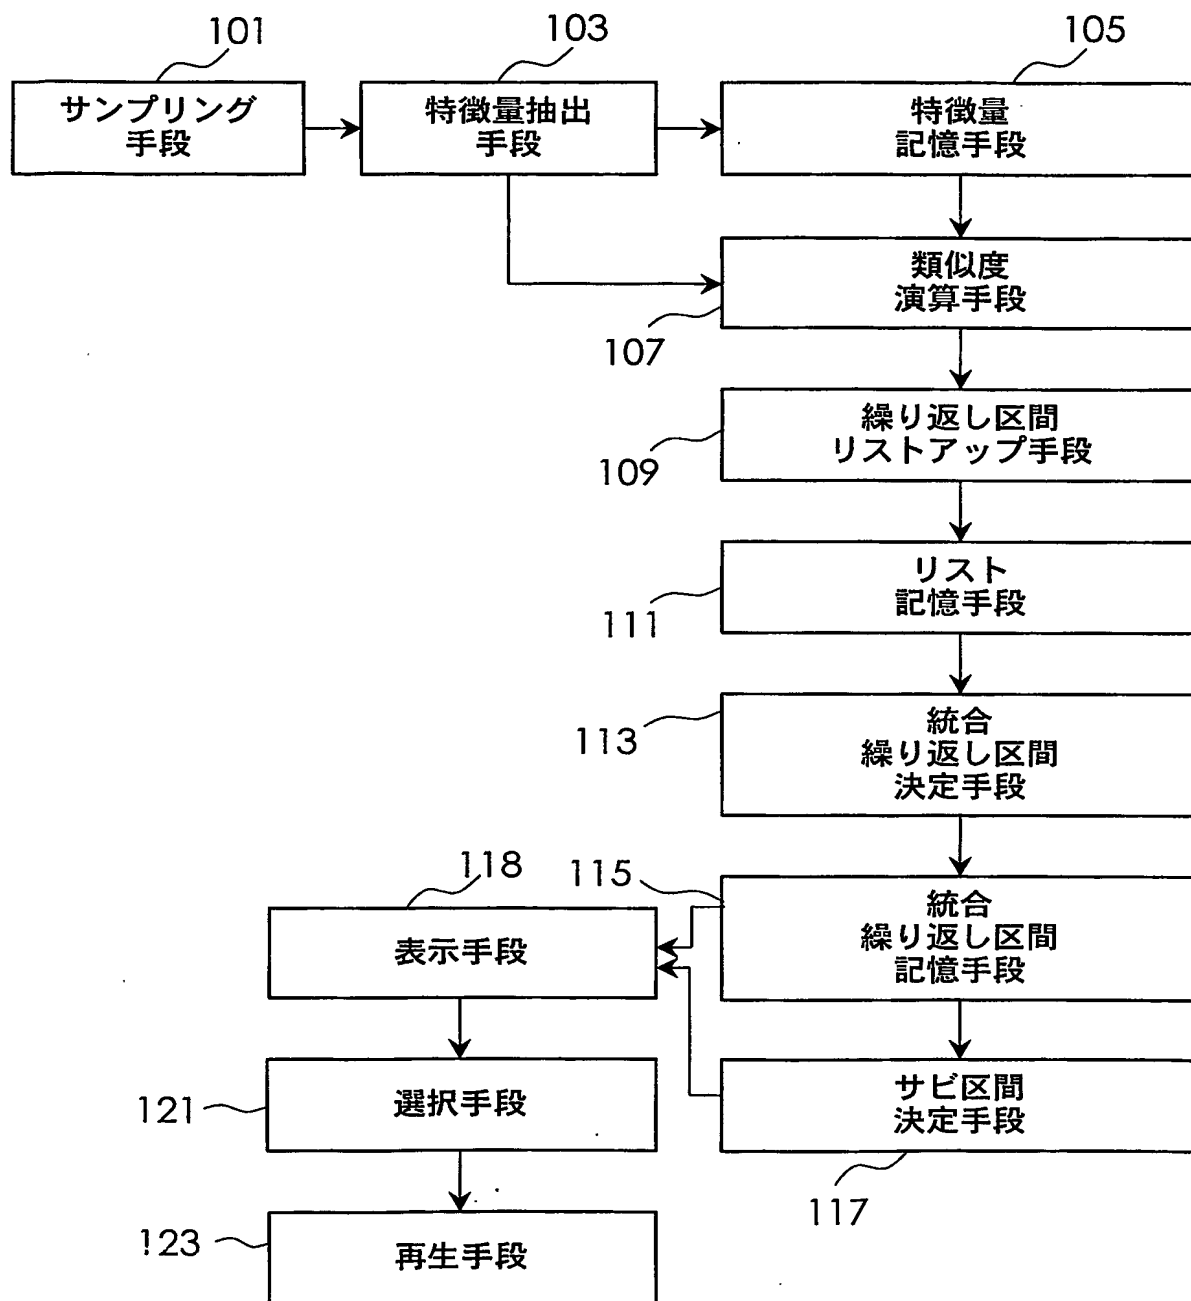 101
103
105
サンプリング
手段
特徴量抽出
手段
特徴量
記憶手段
類似度
演算手段
107
繰り返し区間
リストアップ手段
109
リスト
記憶手段
111
統合
繰り返し区間
決定手段
113
118
115
表示手段
統合
繰り返し区間
記憶手段
121
選択手段
サビ区間
決定手段
117
123
再生手段